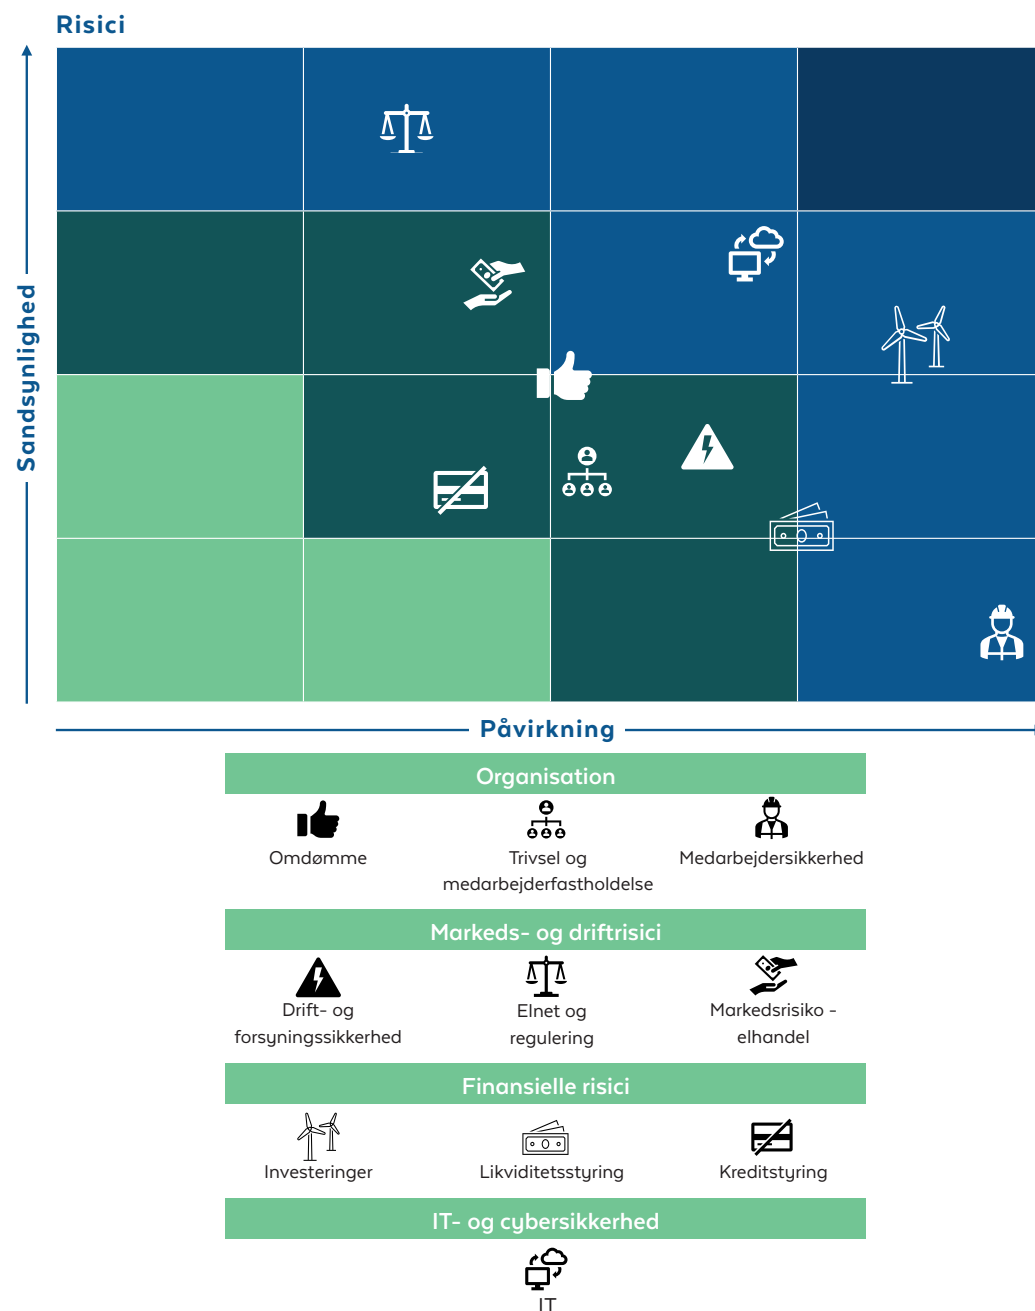 Risici
Sandsynlighed
Påvirkning
Organisation
Omdømme
Trivsel og
medarbejderfastholdelse
Medarbejdersikkerhed
Markeds- og driftrisici
Drift- og
forsyningssikkerhed
Elnet og
regulering
Markedsrisiko -
elhandel
Finansielle risici
Investeringer
Likviditetsstyring
Kreditstyring
IT- og cybersikkerhed
IT